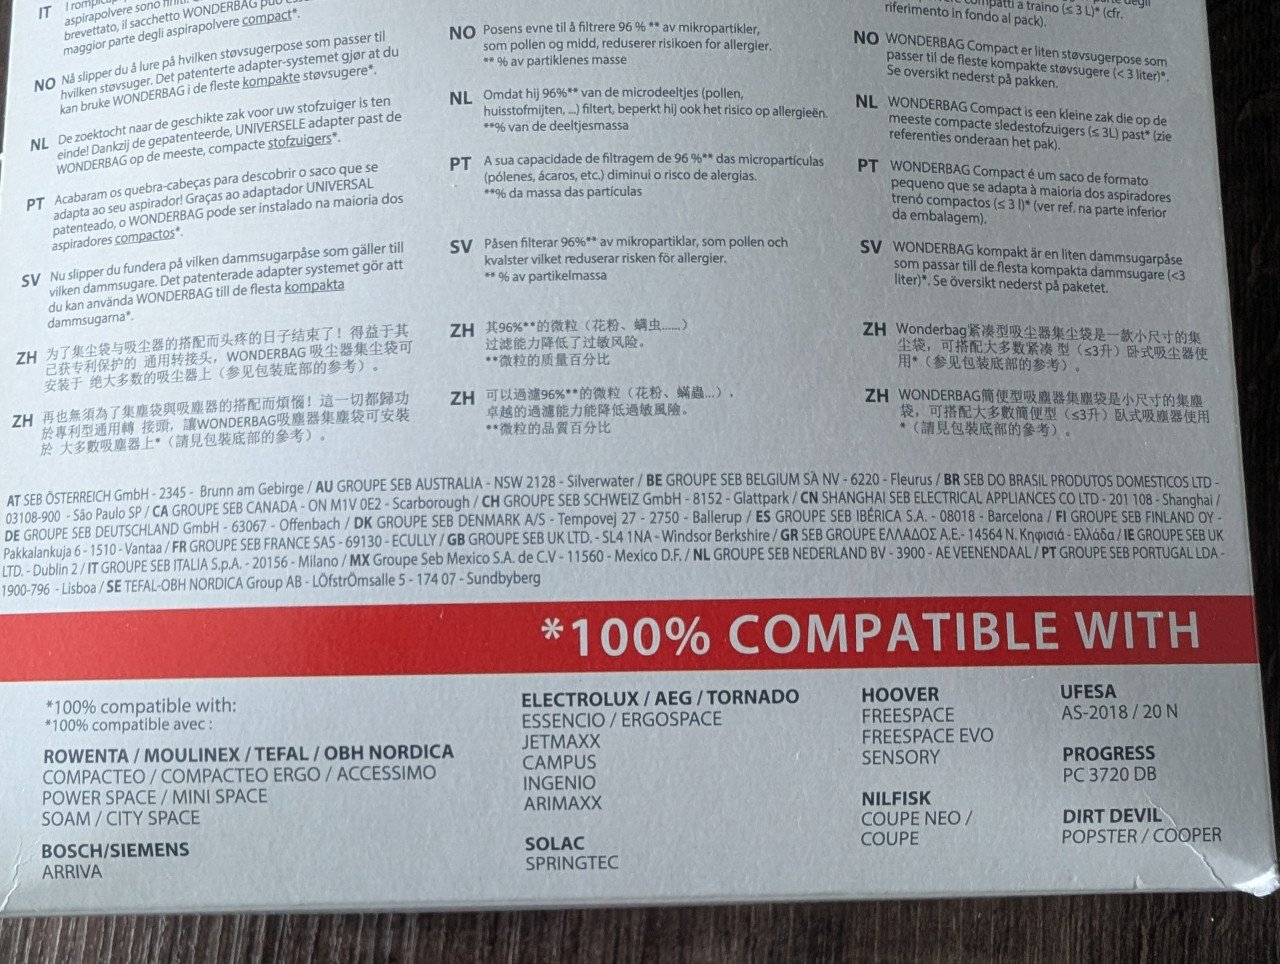 IT
aspirapolvere sono
brevettato, il sacchetto WONDERBAG può
maggior parte degli aspirapolvere compact*.
NO Nå slipper du å lure på hvilken støvsugerpose som passer til
hvilken støvsuger. Det patenterte adapter-systemet gjør at du
kan bruke WONDERBAG i de fleste kompakte støvsugere*.
NL De zoektocht naar de geschikte zak voor uw stofzuiger is ten
einde! Dankzij de gepatenteerde, UNIVERSELE adapter past de
WONDERBAG op de meeste, compacte stofzuigers*.
PT Acabaram os quebra-cabeças para descobrir o saco que se
adapta ao seu aspirador! Graças ao adaptador UNIVERSAL
patenteado, o WONDERBAG pode ser instalado na maioria dos
aspiradores compactos*.
SV Nu slipper du fundera på vilken dammsugarpåse som gäller till
vilken dammsugare. Det patenterade adapter systemet gör att
du kan använda WONDERBAG till de flesta kompakta
dammsugarna*.
ZH 为了集尘袋与吸尘器的搭配而头疼的日子结束了！得益于其
已获专利保护的 通用转接头，WONDERBAG 吸尘器集尘袋可
安装于 绝大多数的吸尘器上（参见包装底部的参考）。
ZH 再也無須為了集塵袋與吸塵器的搭配而煩惱！這一切都歸功
於專利型通用轉 接頭，讓WONDERBAG吸塵器集塵袋可安裝
於 大多數吸塵器上*（請見包裝底部的參考）。
NO Posens evne til å filtrere 96 % ** av mikropartikler,
som pollen og midd, reduserer risikoen for allergier.
** % av partiklenes masse
NL Omdat hij 96%** van de microdeeltjes (pollen,
huisstofmijten, ...) filtert, beperkt hij ook het risico op allergieën.
**% van de deeltjesmassa
PT A sua capacidade de filtragem de 96 %** das micropartículas
(pólenes, ácaros, etc.) diminui o risco de alergias.
**% da massa das partículas
SV Påsen filterar 96%** av mikropartiklar, som pollen och
kvalster vilket reduserar risken för allergier.
** % av partikelmassa
ZH 其96%**的微粒（花粉、螨虫......）
过滤能力降低了过敏风险。
**微粒的质量百分比
ZH 可以過濾96%**的微粒（花粉、蟎蟲...），
卓越的過濾能力能降低過敏風險。
**微粒的品質百分比
a traino (≤ 3 L)* (cfr.
riferimento in fondo al pack).
NO WONDERBAG Compact er liten støvsugerpose som
passer til de fleste kompakte støvsugere (< 3 liter)*.
Se oversikt nederst på pakken.
NL WONDERBAG Compact is een kleine zak die op de
meeste compacte sledestofzuigers (≤ 3L) past* (zie
referenties onderaan het pak).
PT WONDERBAG Compact é um saco de formato
pequeno que se adapta à maioria dos aspiradores
trenó compactos (≤ 3 l)* (ver ref. na parte inferior
da embalagem).
SV WONDERBAG kompakt är en liten dammsugarpåse
som passar till de flesta kompakta dammsugare (<3
liter)*. Se översikt nederst på paketet.
ZH Wonderbag紧凑型吸尘器集尘袋是一款小尺寸的集
尘袋，可搭配大多数紧凑 型（≤3升）卧式吸尘器使
用*（参见包装底部的参考）。
ZH WONDERBAG簡便型吸塵器集塵袋是小尺寸的集塵
袋，可搭配大多數簡便型（≤3升）臥式吸塵器使用
*（請見包裝底部的參考）。
AT SEB ÖSTERREICH GmbH - 2345 - Brunn am Gebirge / AU GROUPE SEB AUSTRALIA - NSW 2128 - Silverwater / BE GROUPE SEB BELGIUM SA NV - 6220 - Fleurus / BR SEB DO BRASIL PRODUTOS DOMESTICOS LTD -
03108-900 - São Paulo SP / CA GROUPE SEB CANADA - ON M1V 0E2 - Scarborough / CH GROUPE SEB SCHWEIZ GmbH - 8152 - Glattpark / CN SHANGHAI SEB ELECTRICAL APPLIANCES CO LTD - 201 108 - Shanghai /
DE GROUPE SEB DEUTSCHLAND GmbH - 63067 - Offenbach / DK GROUPE SEB DENMARK A/S - Tempovej 27 - 2750 - Ballerup / ES GROUPE SEB IBÉRICA S.A. - 08018 - Barcelona / FI GROUPE SEB FINLAND OY -
Pakkalankuja 6 - 1510 - Vantaa / FR GROUPE SEB FRANCE SAS - 69130 - ECULLY / GB GROUPE SEB UK LTD. - SL4 1NA - Windsor Berkshire / GR SEB GROUPE ΕΛΛΑΔΟΣ Α.Ε.- 14564 Ν. Κηφισιά - Ελλάδα / IE GROUPE SEB UK
LTD. - Dublin 2 / IT GROUPE SEB ITALIA S.p.A. - 20156 - Milano / MX Groupe Seb Mexico S.A. de C.V - 11560 - Mexico D.F. / NL GROUPE SEB NEDERLAND BV - 3900 - AE VEENENDAAL / PT GROUPE SEB PORTUGAL LDA -
1900-796 - Lisboa / SE TEFAL-OBH NORDICA Group AB - LÖfstrÖmsalle 5 - 174 07 - Sundbyberg
*100% COMPATIBLE WITH
*100% compatible with:
*100% compatible avec :
ROWENTA / MOULINEX / TEFAL / OBH NORDICA
COMPACTEO / COMPACTEO ERGO / ACCESSIMO
POWER SPACE / MINI SPACE
SOAM / CITY SPACE
BOSCH/SIEMENS
ARRIVA
ELECTROLUX / AEG / TORNADO
ESSENCIO / ERGOSPACE
JETMAXX
CAMPUS
INGENIO
ARIMAXX
SOLAC
SPRINGTEC
HOOVER
FREESPACE
FREESPACE EVO
SENSORY
NILFISK
COUPE NEO /
COUPE
UFESA
AS-2018 / 20 N
PROGRESS
PC 3720 DB
DIRT DEVIL
POPSTER / COOPER